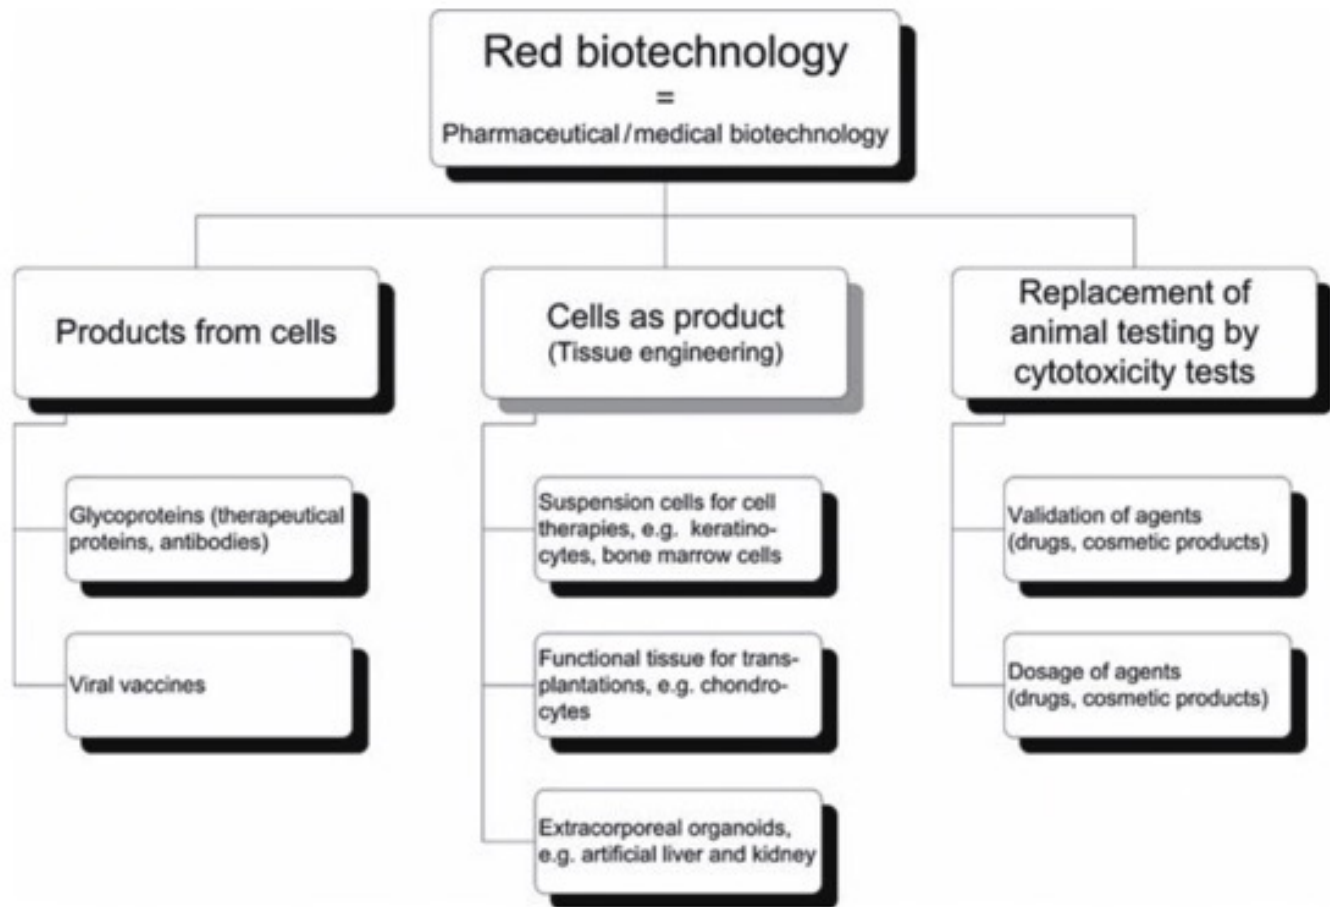 Red biotechnology
=
Pharmaceutical/medical biotechnology
Products from cells
Glycoproteins (therapeutical
proteins, antibodies)
Viral vaccines
Cells as product
(Tissue engineering)
Suspension cells for cell
therapies, e.g. keratino-
cytes, bone marrow cells
Functional tissue for trans-
plantations, e.g. chondro-
cytes
Extracorporeal organoids,
e.g. artificial liver and kidney
Replacement of
animal testing by
cytotoxicity tests
Validation of agents
(drugs, cosmetic products)
Dosage of agents
(drugs, cosmetic products)